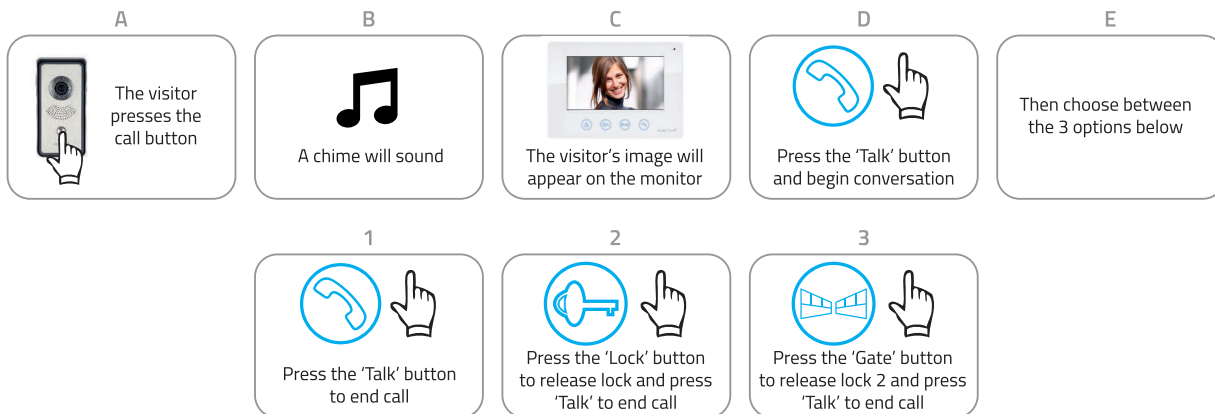 A
B
C
D
E
The visitor
presses the
call button
A chime will sound
The visitor’s image will
appear on the monitor
Press the ‘Talk’ button
and begin conversation
Then choose between
the 3 options below
1
2
3
Press the ‘Talk’ button
to end call
Press the ‘Lock’ button
to release lock and press
‘Talk’ to end call
Press the ‘Gate’ button
to release lock 2 and press
‘Talk’ to end call